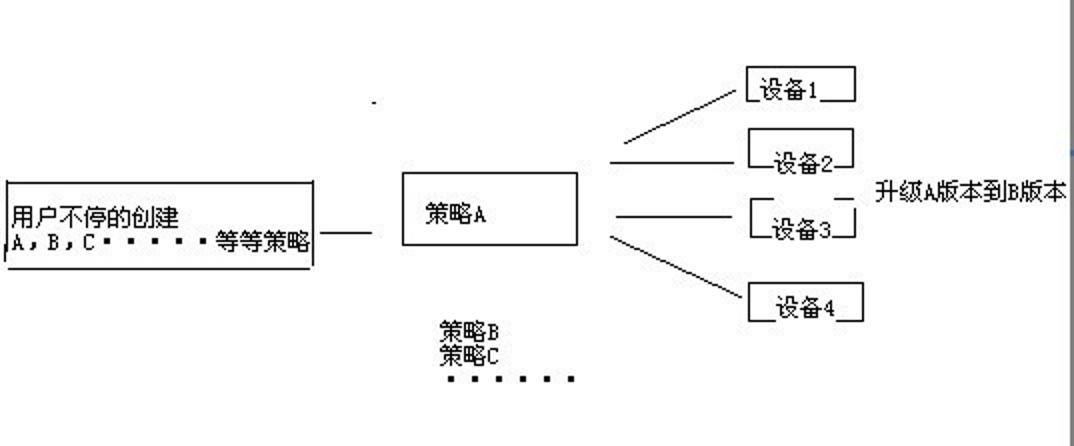 用户不停的创建
A,B,C·····等等策略
策略A
策略B
策略C
······
设备1
设备2
设备3
设备4
升级A版本到B版本